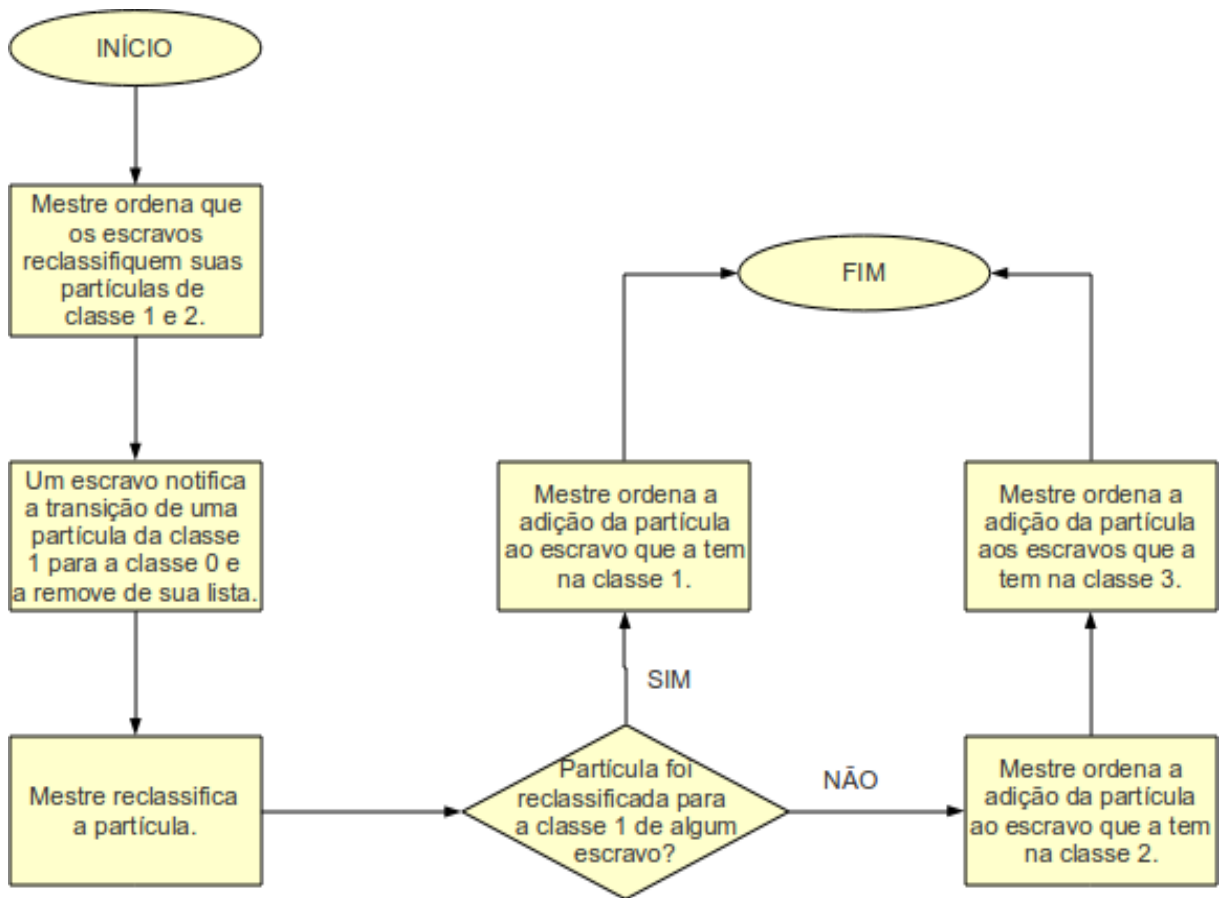 INÍCIO
Mestre ordena que
os escravos
reclassifiquem suas
partículas de
classe 1 e 2.
Um escravo notifica
a transição de uma
partícula da classe
1 para a classe 0 e
a remove de sua lista.
Mestre reclassifica
a partícula.
Partícula foi
reclassificada para
a classe 1 de algum
escravo?
SIM
Mestre ordena a
adição da partícula
ao escravo que a tem
na classe 1.
NÃO
Mestre ordena a
adição da partícula
ao escravo que a tem
na classe 2.
Mestre ordena a
adição da partícula
aos escravos que a
tem na classe 3.
FIM